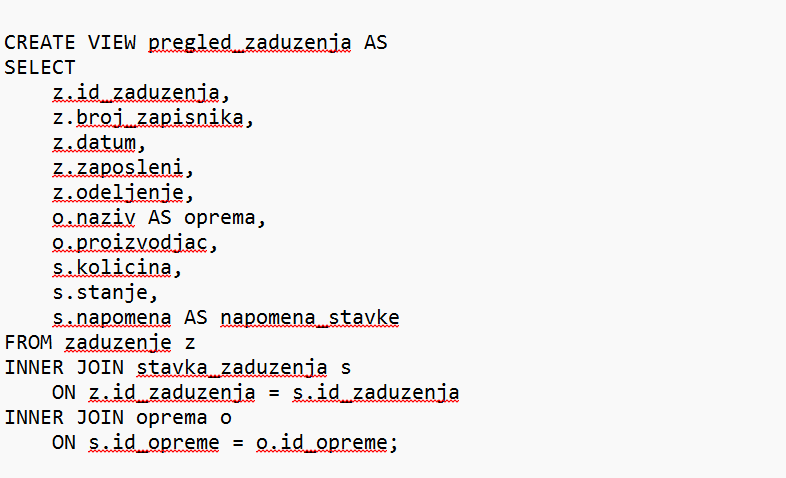 CREATE VIEW pregled_zaduzenja AS
SELECT
    z.id_zaduzenja,
    z.broj_zapisnika,
    z.datum,
    z.zaposleni,
    z.odeljenje,
    o.naziv AS oprema,
    o.proizvodjac,
    s.kolicina,
    s.stanje,
    s.napomena AS napomena_stavke
FROM zaduzenje z
INNER JOIN stavka_zaduzenja s
    ON z.id_zaduzenja = s.id_zaduzenja
INNER JOIN oprema o
    ON s.id_opreme = o.id_opreme;